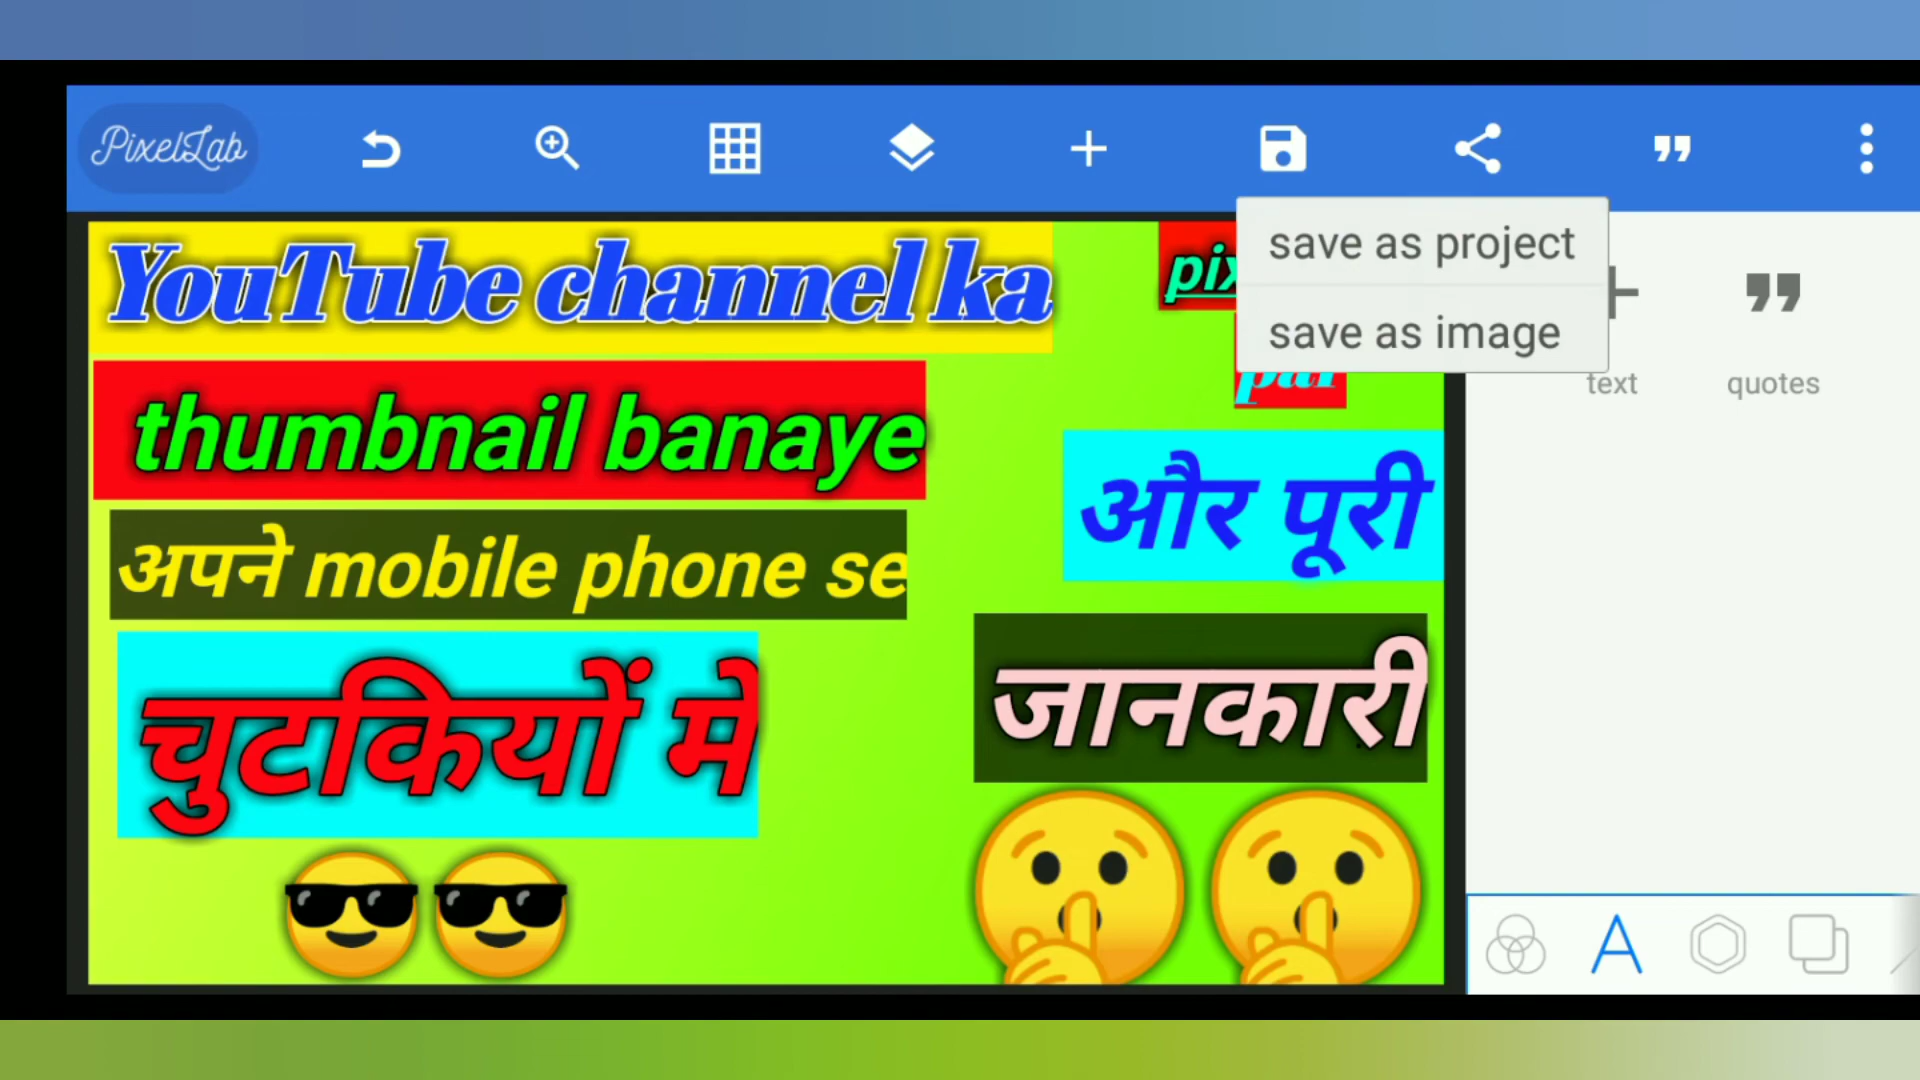 PixelLab
save as project
save as image
text
quotes
YouTube channel ka
thumbnail banaye
अपने mobile phone se
चुटकियों मे
par
और पूरी
जानकारी